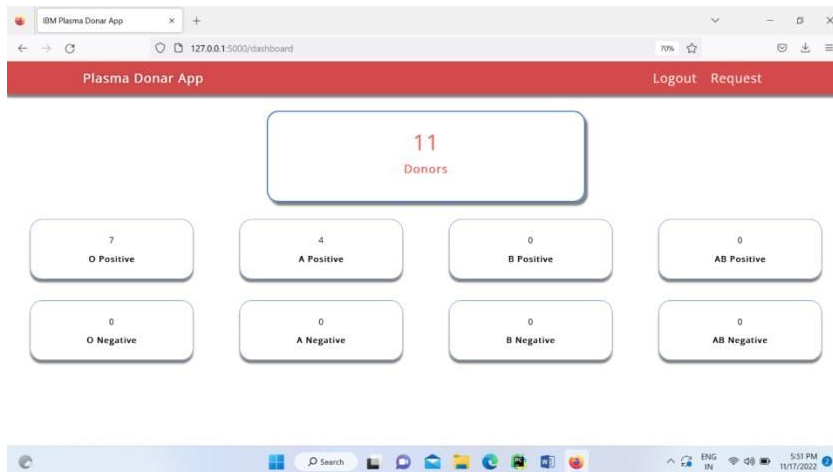 IBM Plasma Donar App
127.0.0.1:5000/dashboard
70%
Plasma Donar App
Logout Request
11
Donors
7
O Positive
4
A Positive
0
B Positive
0
AB Positive
0
O Negative
0
A Negative
0
B Negative
0
AB Negative
Search
ENG
IN
5:51 PM
11/17/2022